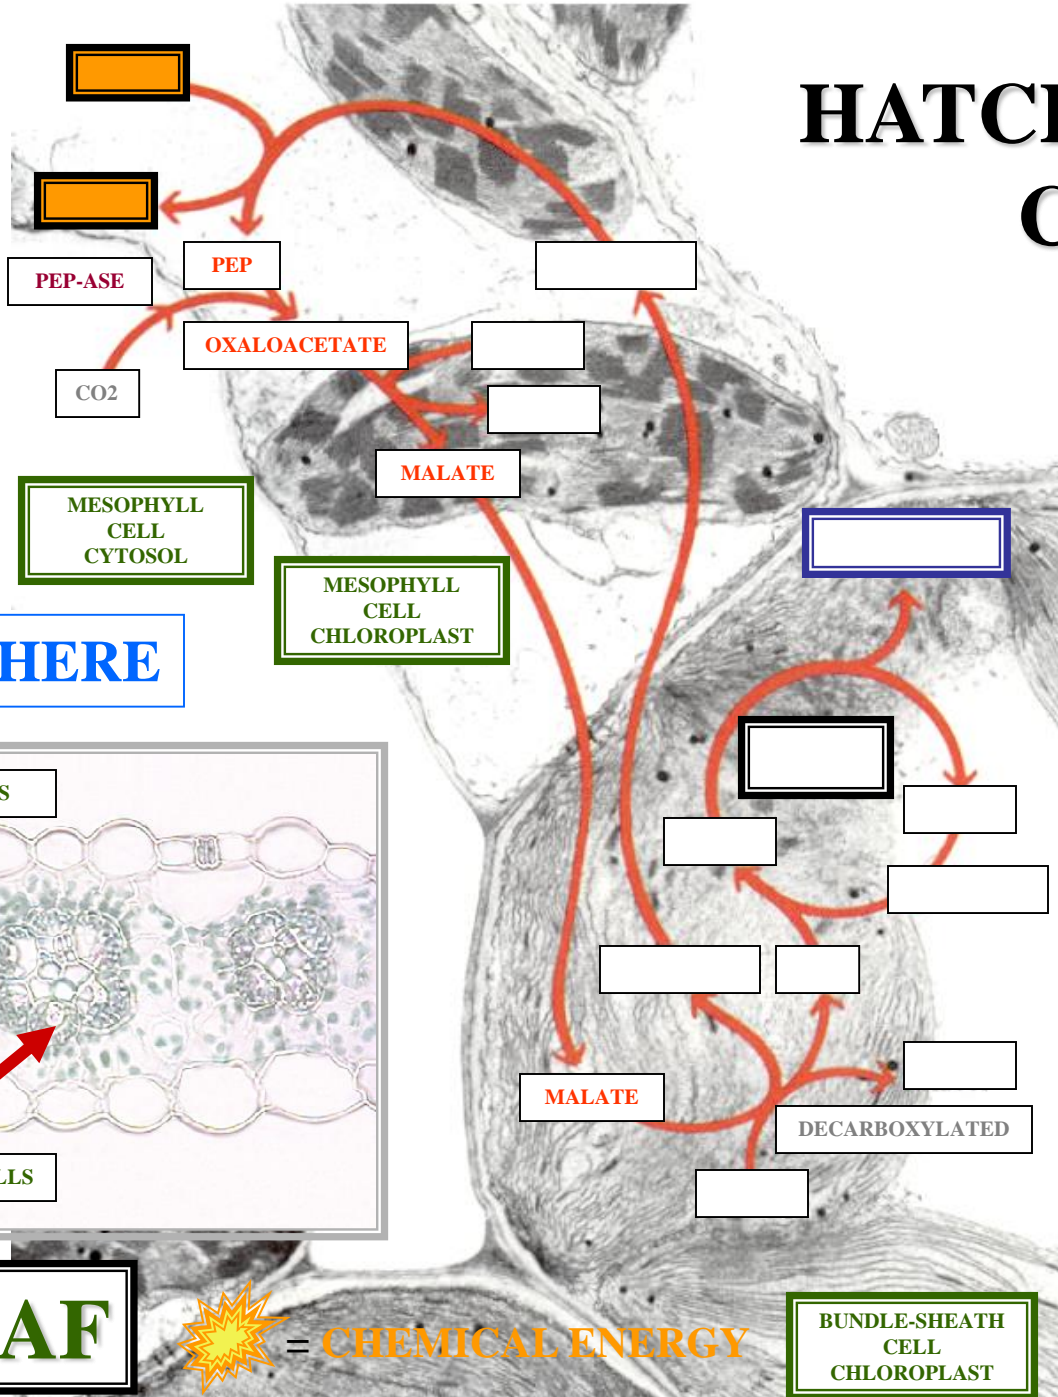 HATC
C
PEP-ASE
PEP
OXALOACETATE
CO2
MALATE
MESOPHYLL
CELL
CYTOSOL
MESOPHYLL
CELL
CHLOROPLAST
HERE
S
MALATE
DECARBOXYLATED
LLS
AF
= CHEMICAL ENERGY
BUNDLE-SHEATH
CELL
CHLOROPLAST